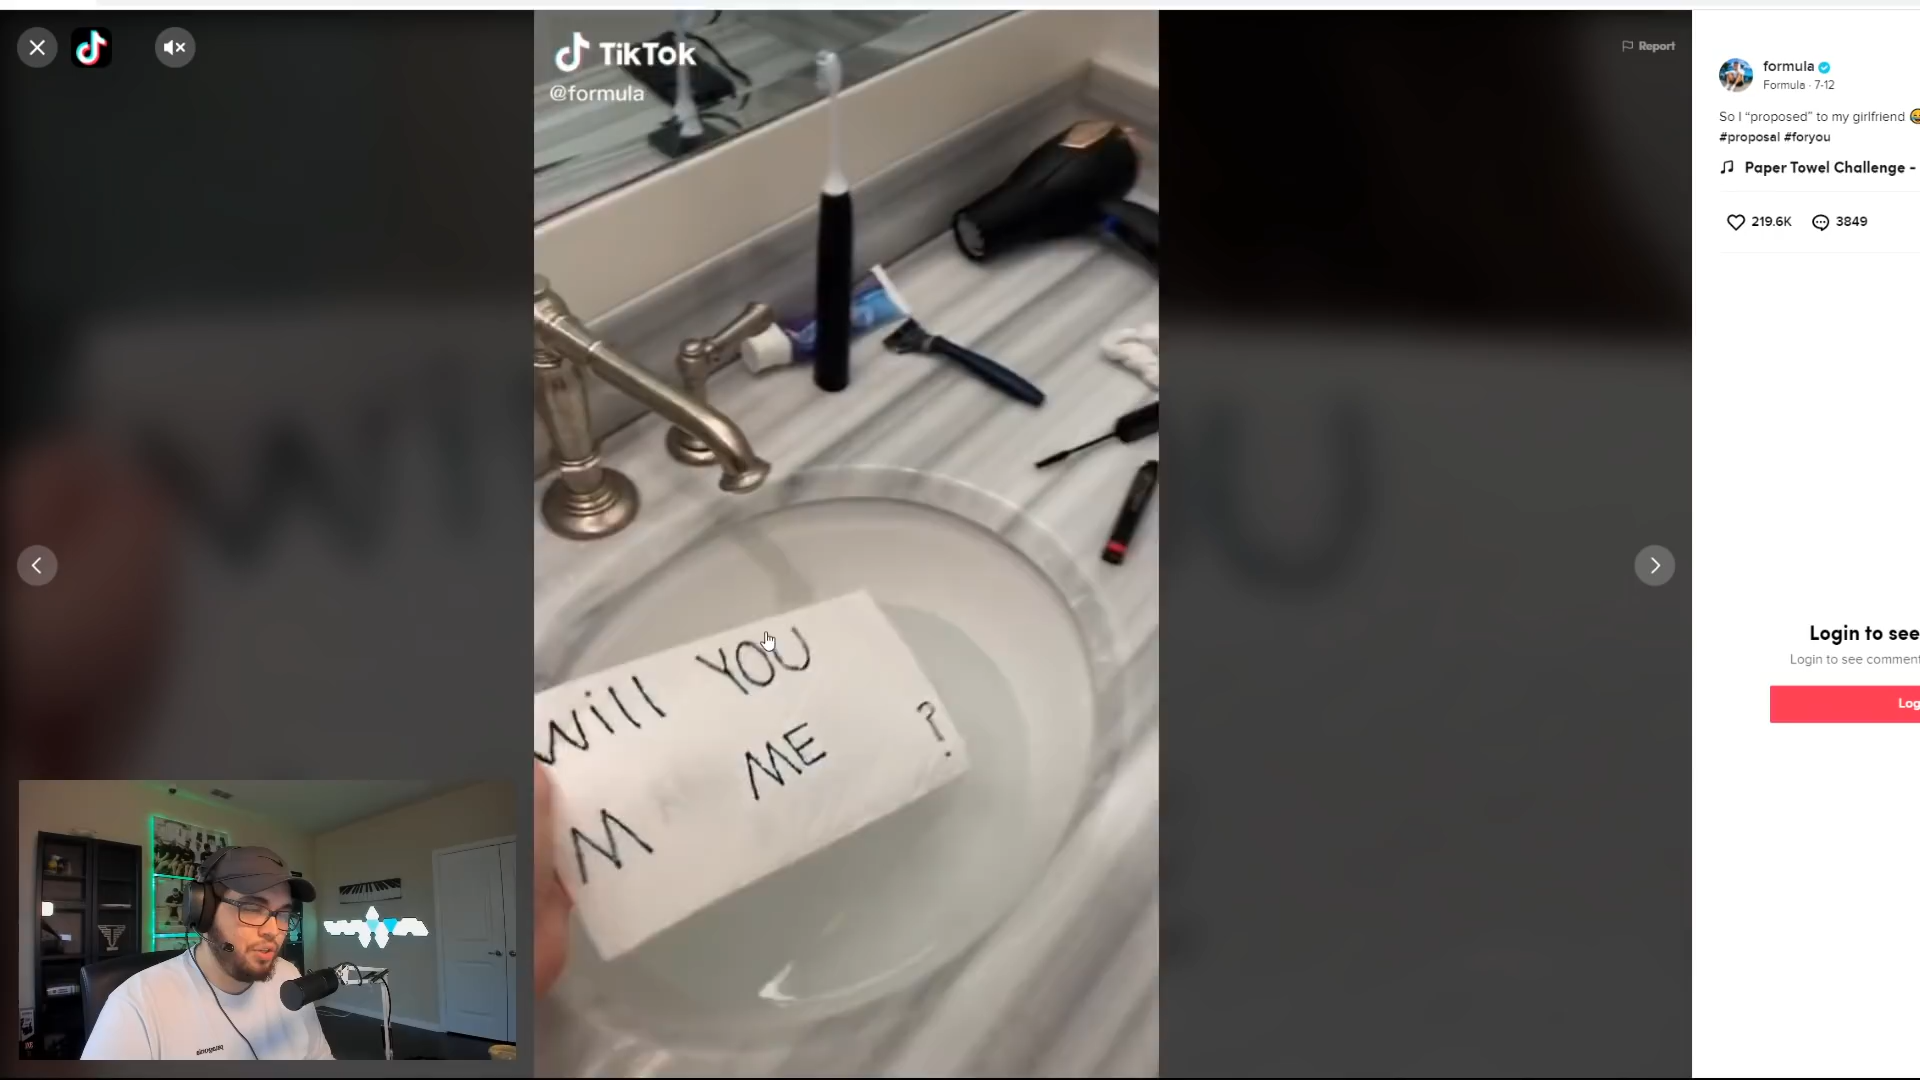 TikTok
@formula
Report
formula
Formula · 7-12
So I “proposed” to my girlfriend
#proposal #foryou
Paper Towel Challenge -
219.6K
3849
Will YOU
M ME ?
Login to see
Login to see comment
Log